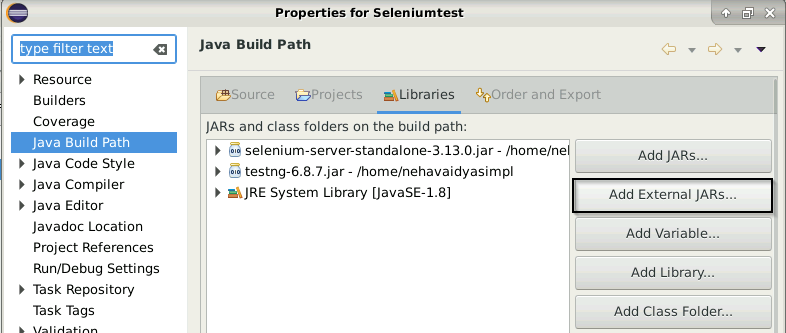 Properties for Seleniumtest
type filter text
Resource
Builders
Coverage
Java Build Path
Java Code Style
Java Compiler
Java Editor
Javadoc Location
Project References
Run/Debug Settings
Task Repository
Task Tags
Validation
Java Build Path
Source Projects Libraries Order and Export
JARs and class folders on the build path:
selenium-server-standalone-3.13.0.jar - /home/neh
testng-6.8.7.jar - /home/nehavaidyasimpl
JRE System Library [JavaSE-1.8]
Add JARs...
Add External JARs...
Add Variable...
Add Library...
Add Class Folder...